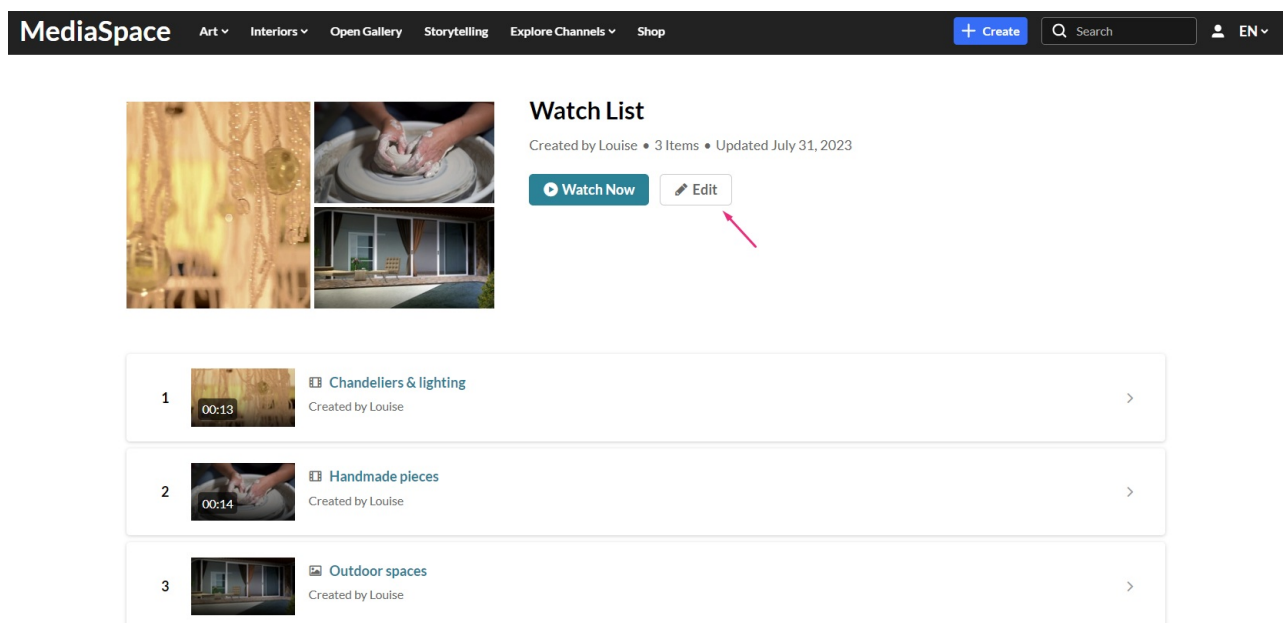 MediaSpace Art Interiors Open Gallery Storytelling Explore Channels Shop + Create Search EN
Watch List
Created by Louise • 3 Items • Updated July 31, 2023
Watch Now Edit
1 00:13 Chandeliers & lighting
Created by Louise
2 00:14 Handmade pieces
Created by Louise
3 Outdoor spaces
Created by Louise